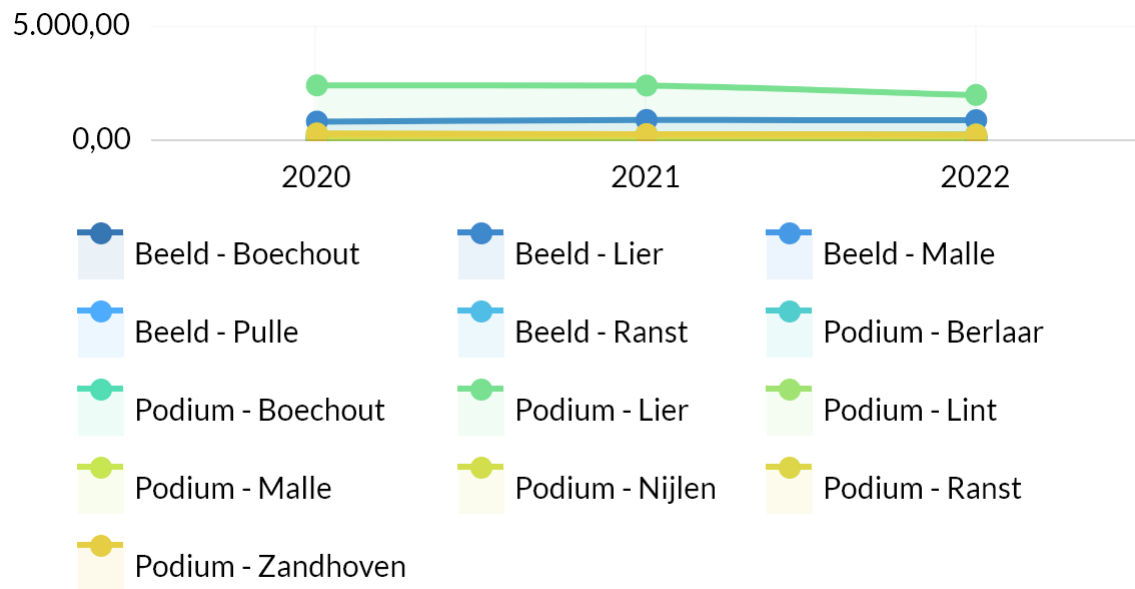 5.000,00
0,00
2020 2021 2022
Beeld - Boechout Beeld - Lier Beeld - Malle
Beeld - Pulle Beeld - Ranst Podium - Berlaar
Podium - Boechout Podium - Lier Podium - Lint
Podium - Malle Podium - Nijlen Podium - Ranst
Podium - Zandhoven